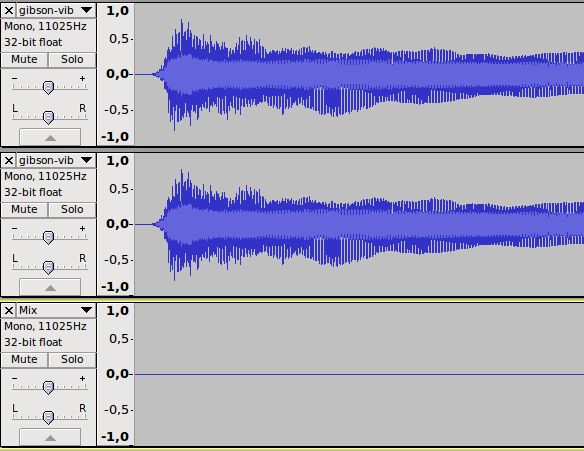 gibson-vib
Mono, 11025Hz
32-bit float
Mute Solo
- +
L R
1,0
0,5-
0,0-
-0,5-
-1,0
gibson-vib
Mono, 11025Hz
32-bit float
Mute Solo
- +
L R
1,0
0,5-
0,0-
-0,5-
-1,0
Mix
Mono, 11025Hz
32-bit float
Mute Solo
- +
L R
1,0
0,5-
0,0-
-0,5-
-1,0